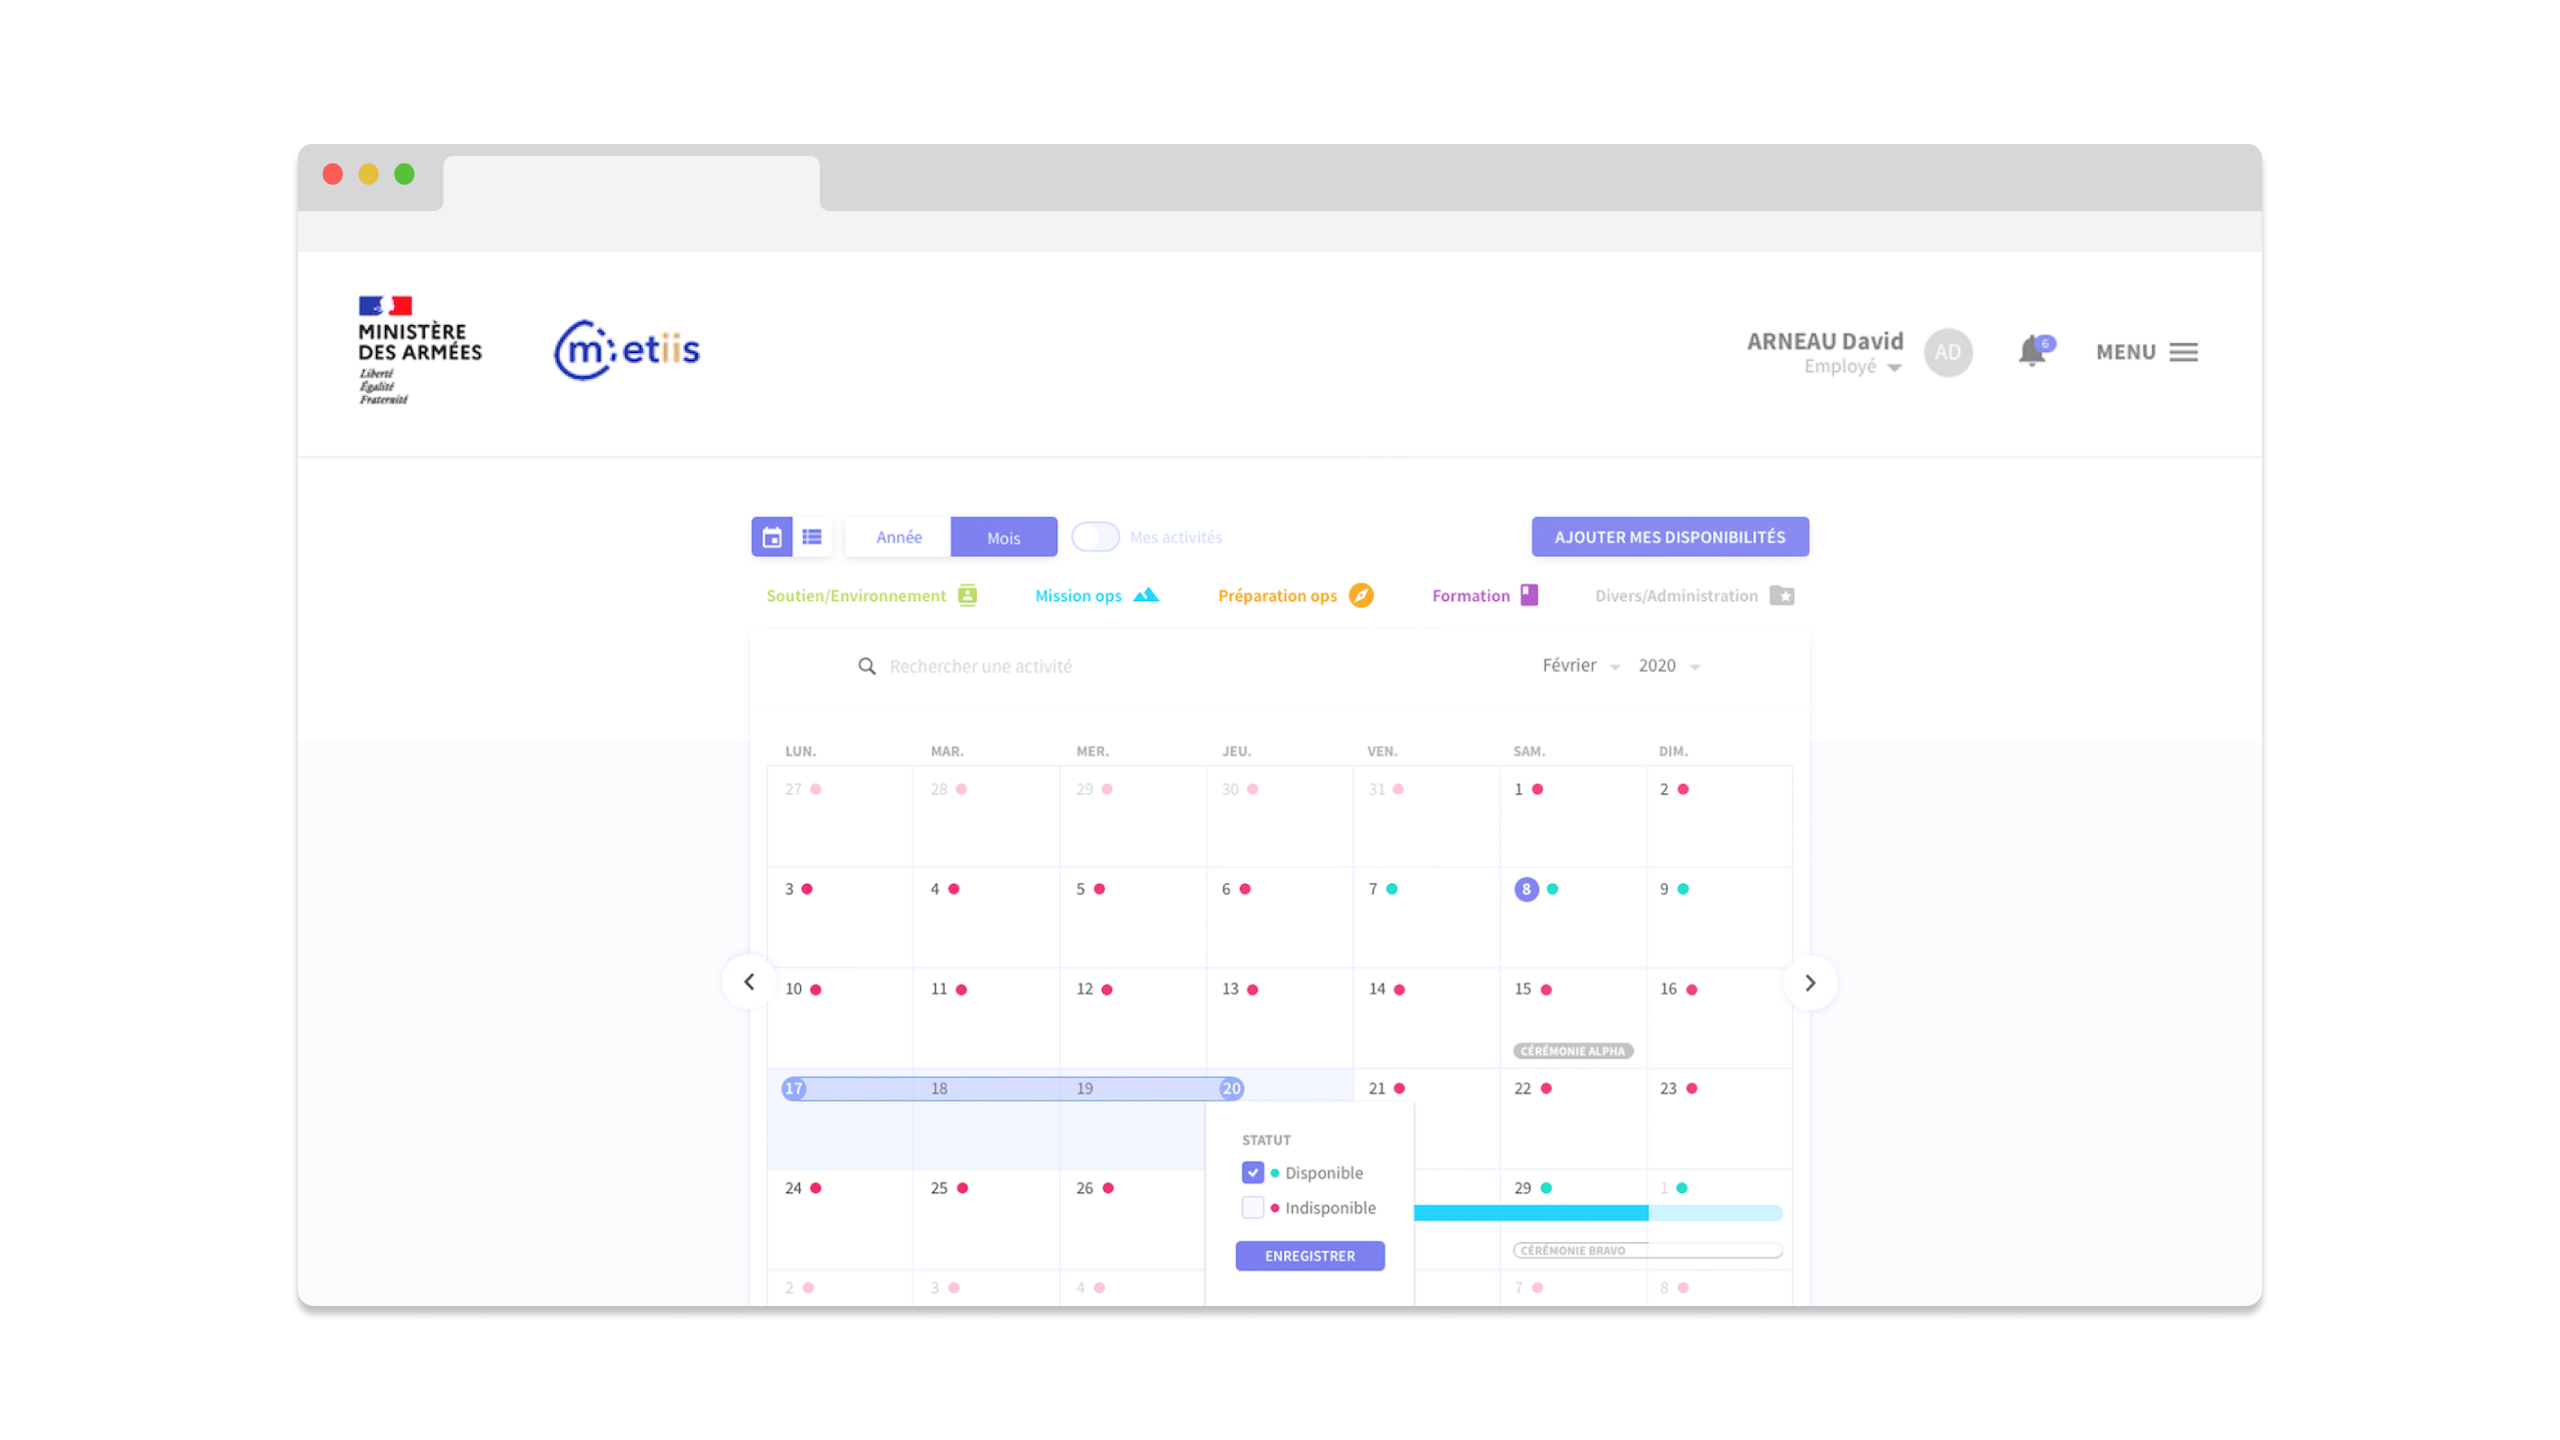 MINISTÈRE
DES ARMÉES
Liberté
Égalité
Fraternité
metiis
ARNEAU David
Employé
AD
6
MENU
Année
Mois
Mes activités
AJOUTER MES DISPONIBILITÉS
Soutien/Environnement
Mission ops
Préparation ops
Formation
Divers/Administration
Rechercher une activité
Février
2020
LUN. MAR. MER. JEU. VEN. SAM. DIM.
27 28 29 30 31 1 2
3 4 5 6 7 8 9
10 11 12 13 14 15 16
CÉRÉMONIE ALPHA
17 18 19 20 21 22 23
STATUT
Disponible
Indisponible
ENREGISTRER
24 25 26 29 1
CÉRÉMONIE BRAVO
2 3 4 7 8